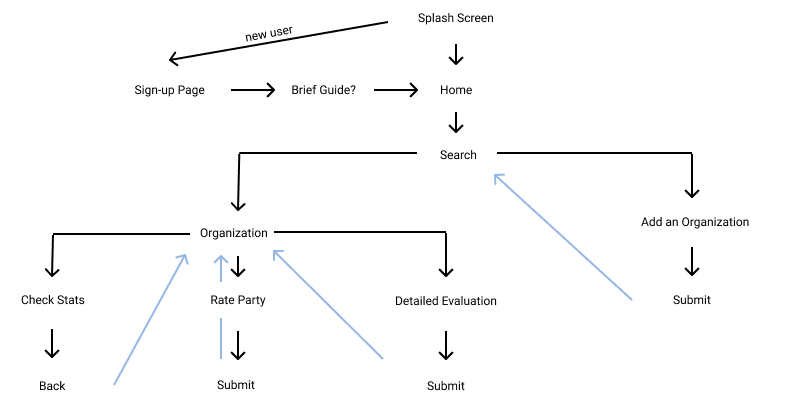 Splash Screen
new user
Sign-up Page
Brief Guide?
Home
Search
Add an Organization
Organization
Check Stats
Rate Party
Detailed Evaluation
Submit
Back
Submit
Submit